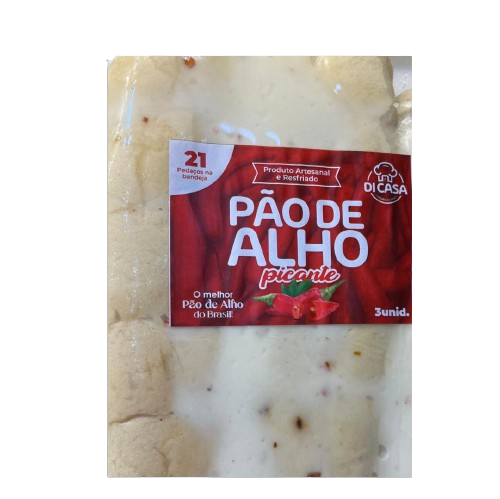 21
Pedaços na
bandeja
Produto Artesanal
e Resfriado
DI CASA
PÃO DE
ALHO
picante
O melhor
Pão de Alho
do Brasil!
3unid.